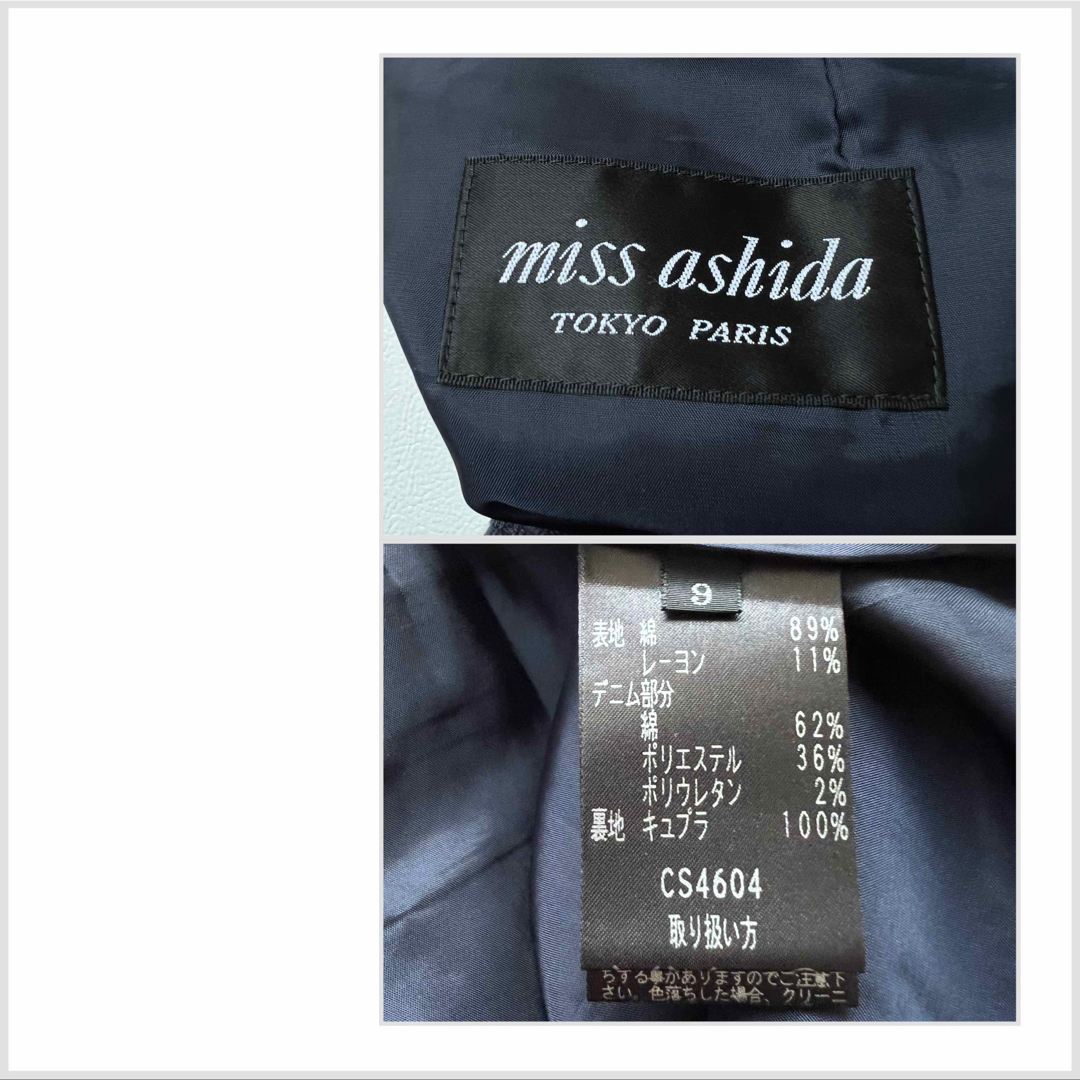 miss ashida
TOKYO PARIS
9
表地 綿 89%
レーヨン 11%
デニム部分
綿 62%
ポリエステル 36%
ポリウレタン 2%
裏地 キュプラ 100%
CS4604
取り扱い方
ちする事がありますのでご注意下
さい。色落ちした場合、クリーニ